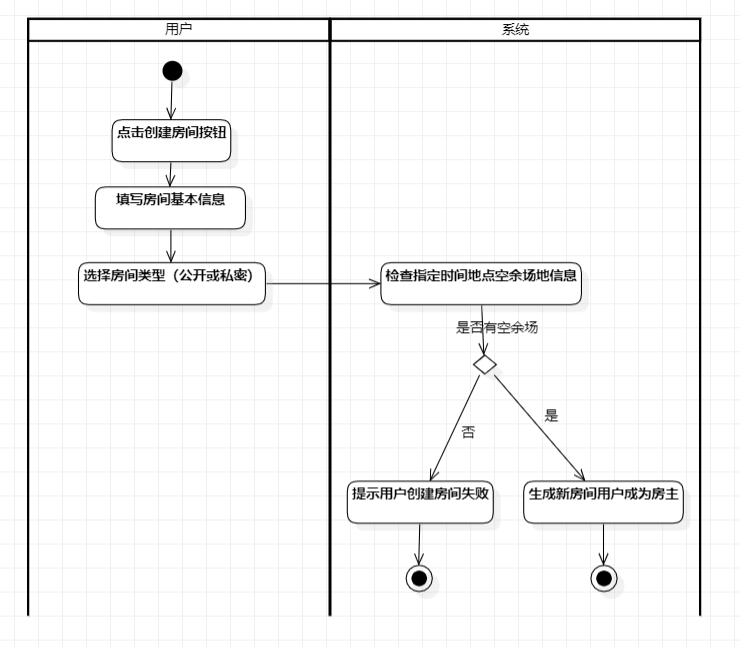 用户
系统
点击创建房间按钮
填写房间基本信息
选择房间类型（公开或私密）
检查指定时间地点空余场地信息
是否有空余场
否
是
提示用户创建房间失败
生成新房间用户成为房主